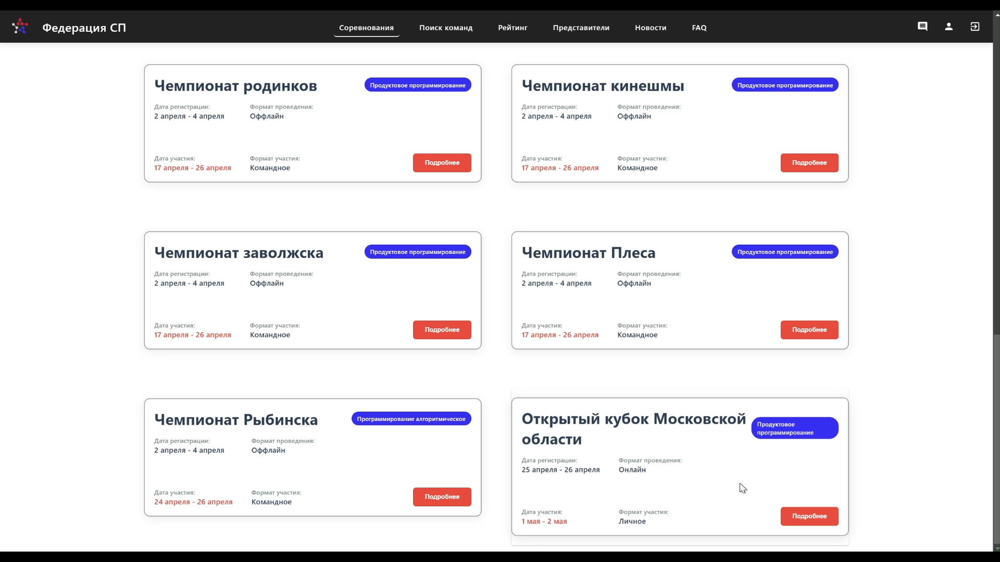 Федерация СП
Соревнования
Поиск команд
Рейтинг
Представители
Новости
FAQ
Чемпионат родинков
Продуктовое программирование
Дата регистрации:
2 апреля - 4 апреля
Формат проведения:
Оффлайн
Дата участия:
17 апреля - 26 апреля
Формат участия:
Командное
Подробнее
Чемпионат кинешмы
Продуктовое программирование
Дата регистрации:
2 апреля - 4 апреля
Формат проведения:
Оффлайн
Дата участия:
17 апреля - 26 апреля
Формат участия:
Командное
Подробнее
Чемпионат заволжска
Продуктовое программирование
Дата регистрации:
2 апреля - 4 апреля
Формат проведения:
Оффлайн
Дата участия:
17 апреля - 26 апреля
Формат участия:
Командное
Подробнее
Чемпионат Плеса
Продуктовое программирование
Дата регистрации:
2 апреля - 4 апреля
Формат проведения:
Оффлайн
Дата участия:
17 апреля - 26 апреля
Формат участия:
Командное
Подробнее
Чемпионат Рыбинска
Программирование алгоритмическое
Дата регистрации:
2 апреля - 4 апреля
Формат проведения:
Оффлайн
Дата участия:
24 апреля - 26 апреля
Формат участия:
Командное
Подробнее
Открытый кубок Московской
области
Продуктовое
программирование
Дата регистрации:
25 апреля - 26 апреля
Формат проведения:
Онлайн
Дата участия:
1 мая - 2 мая
Формат участия:
Личное
Подробнее